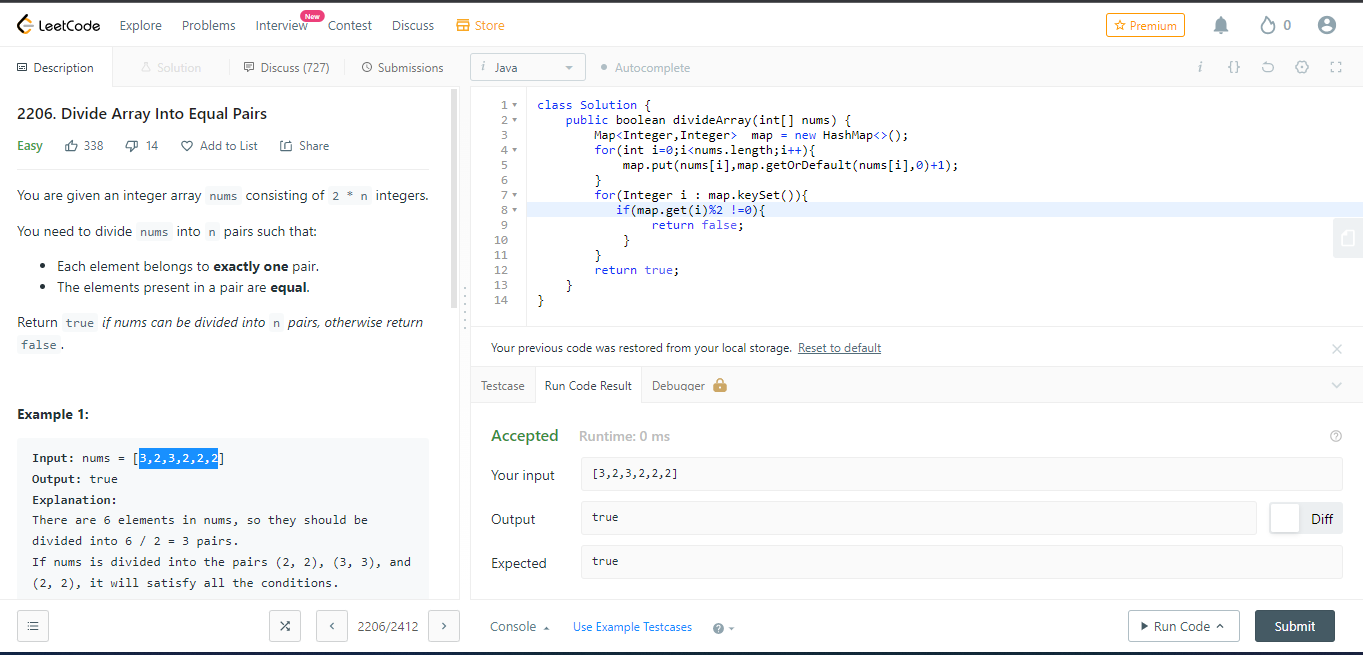 LeetCode Explore Problems Interview New Contest Discuss Store Premium 0
Description Solution Discuss (727) Submissions i Java Autocomplete i {}
2206. Divide Array Into Equal Pairs
Easy 338 14 Add to List Share
You are given an integer array nums consisting of 2 * n integers.
You need to divide nums into n pairs such that:
• Each element belongs to exactly one pair.
• The elements present in a pair are equal.
Return true if nums can be divided into n pairs, otherwise return
false .
Example 1:
Input: nums = [3,2,3,2,2,2]
Output: true
Explanation:
There are 6 elements in nums, so they should be
divided into 6 / 2 = 3 pairs.
If nums is divided into the pairs (2, 2), (3, 3), and
(2, 2), it will satisfy all the conditions.
1 class Solution {
2 public boolean divideArray(int[] nums) {
3 Map<Integer,Integer> map = new HashMap<>();
4 for(int i=0;i<nums.length;i++){
5 map.put(nums[i],map.getOrDefault(nums[i],0)+1);
6 }
7 for(Integer i : map.keySet()){
8 if(map.get(i)%2 !=0){
9 return false;
10 }
11 }
12 return true;
13 }
14 }
Your previous code was restored from your local storage. Reset to default
Testcase Run Code Result Debugger
Accepted Runtime: 0 ms
Your input [3,2,3,2,2,2]
Output true Diff
Expected true
2206/2412 Console Use Example Testcases ? Run Code Submit